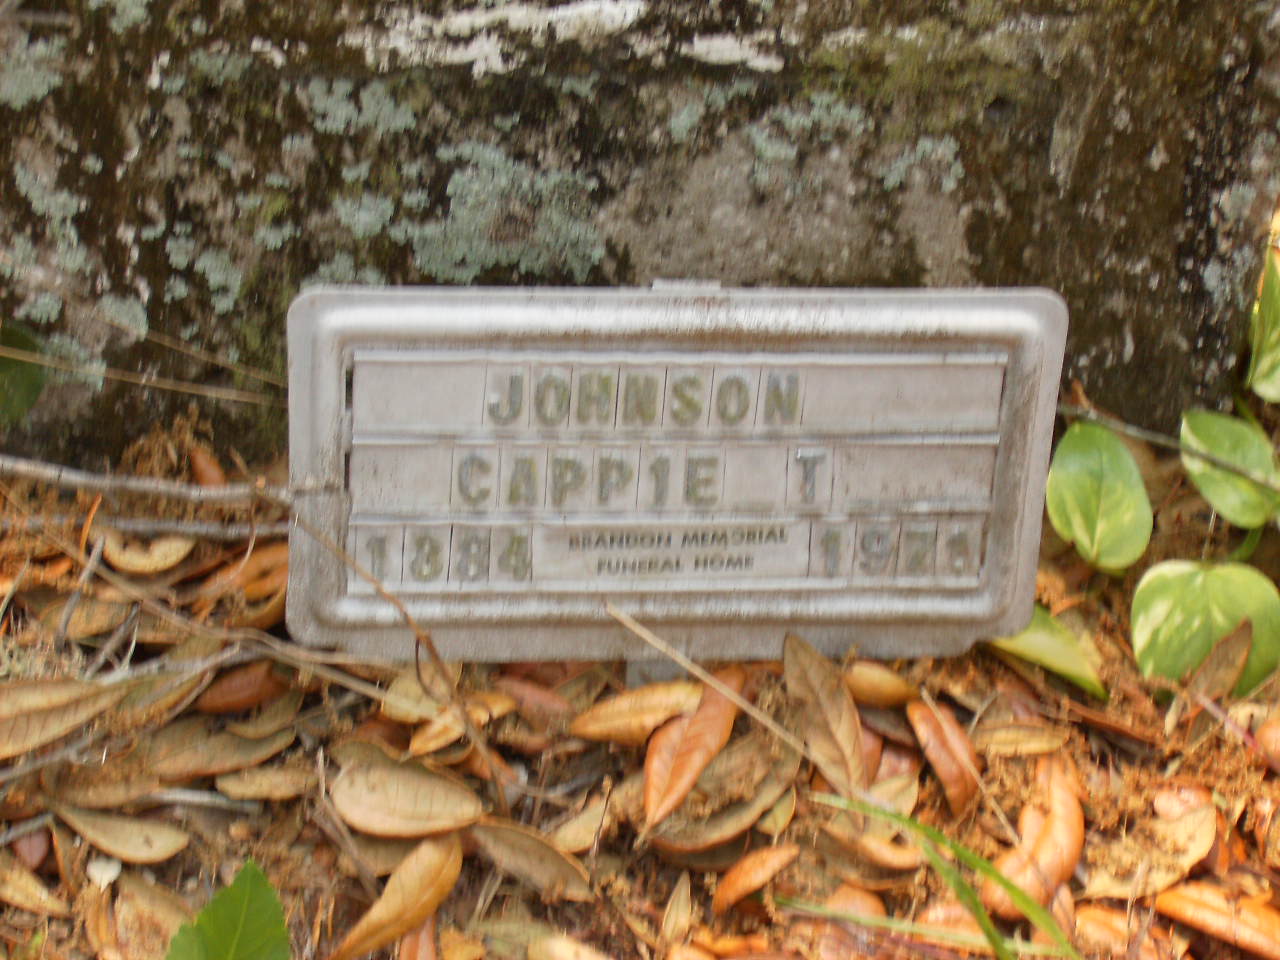 JOHNSON
CAPP1E T
1884 BRANDON MEMORIAL
FUNERAL HOME